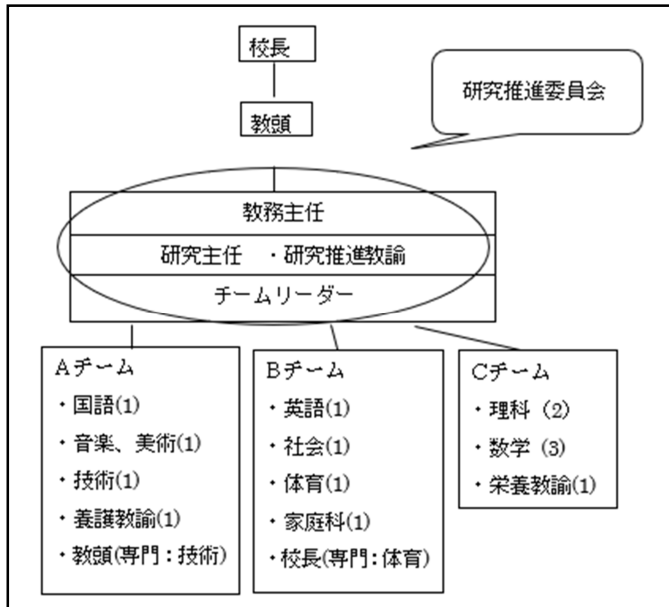 校長
教頭
研究推進委員会
教務主任
研究主任 ・研究推進教諭
チームリーダー
Aチーム
・国語(1)
・音楽、美術(1)
・技術(1)
・養護教諭(1)
・教頭(専門：技術)
Bチーム
・英語(1)
・社会(1)
・体育(1)
・家庭科(1)
・校長(専門：体育)
Cチーム
・理科（2）
・数学（3）
・栄養教諭(1)